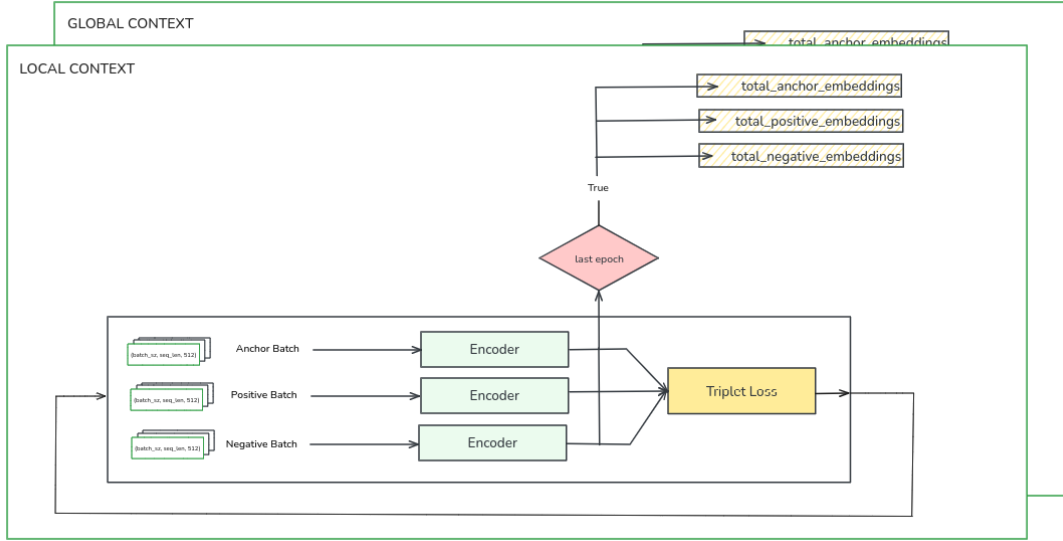 GLOBAL CONTEXT
total_anchor_embeddings
LOCAL CONTEXT
total_anchor_embeddings
total_positive_embeddings
total_negative_embeddings
True
last epoch
(batch_sz, seq_len, 512)
Anchor Batch
Encoder
(batch_sz, seq_len, 512)
Positive Batch
Encoder
Triplet Loss
(batch_sz, seq_len, 512)
Negative Batch
Encoder